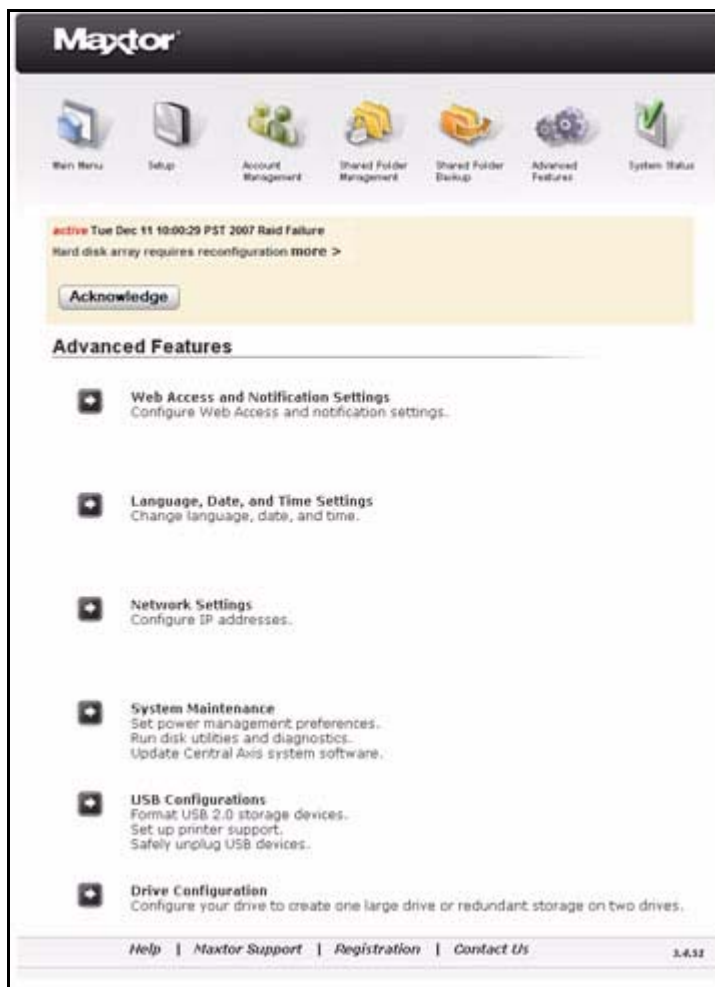 Maxtor
Main Menu
Setup
Account Management
Shared Folder Management
Shared Folder Backup
Advanced Features
System Status
active Tue Dec 11 10:00:29 PST 2007 Raid Failure
Hard disk array requires reconfiguration more >
Acknowledge
Advanced Features
Web Access and Notification Settings
Configure Web Access and notification settings.
Language, Date, and Time Settings
Change language, date, and time.
Network Settings
Configure IP addresses.
System Maintenance
Set power management preferences.
Run disk utilities and diagnostics.
Update Central Axis system software.
USB Configurations
Format USB 2.0 storage devices.
Set up printer support.
Safely unplug USB devices.
Drive Configuration
Configure your drive to create one large drive or redundant storage on two drives.
Help | Maxtor Support | Registration | Contact Us